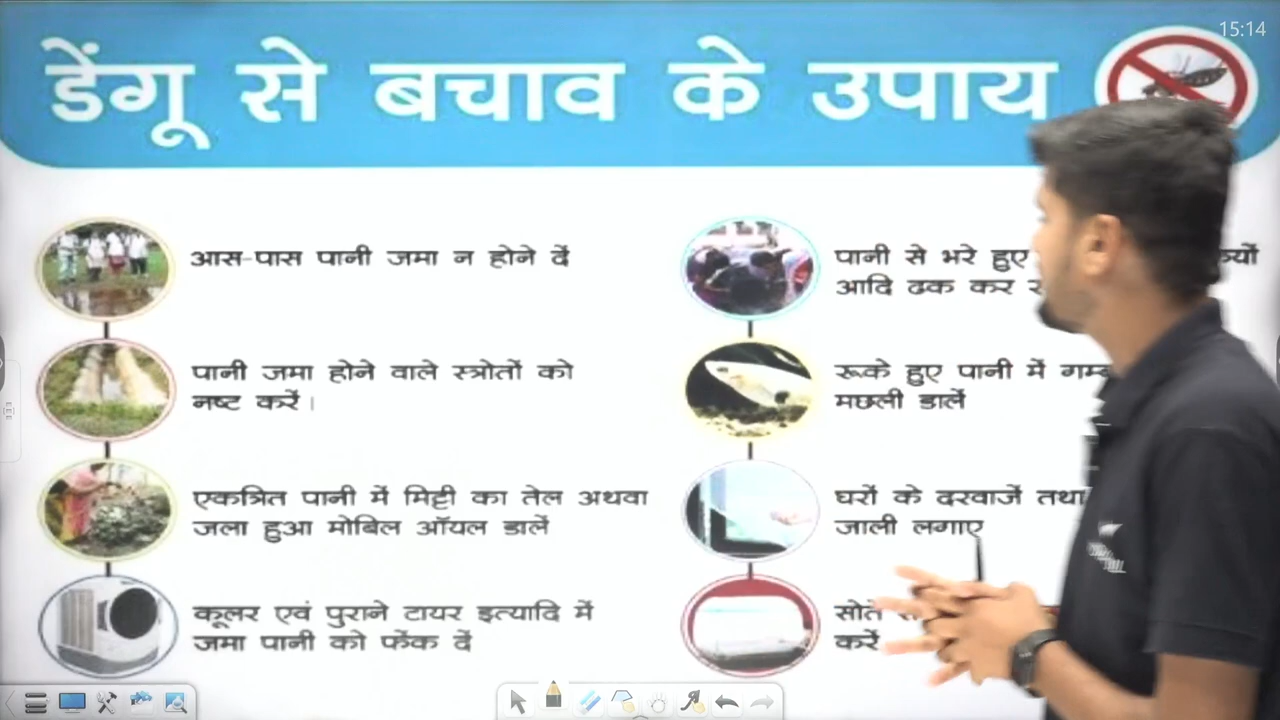 15:14
डेंगू से बचाव के उपाय
आस-पास पानी जमा न होने दें
पानी जमा होने वाले स्त्रोतों को
नष्ट करें।
एकत्रित पानी में मिट्टी का तेल अथवा
जला हुआ मोबिल ऑयल डालें
कूलर एवं पुराने टायर इत्यादि में
जमा पानी को फेंक दें
पानी से भरे हुए
आदि ढक कर
रूके हुए पानी में
मछली डालें
घरों के दरवाजें तथा
जाली लगाए
सोते
करें